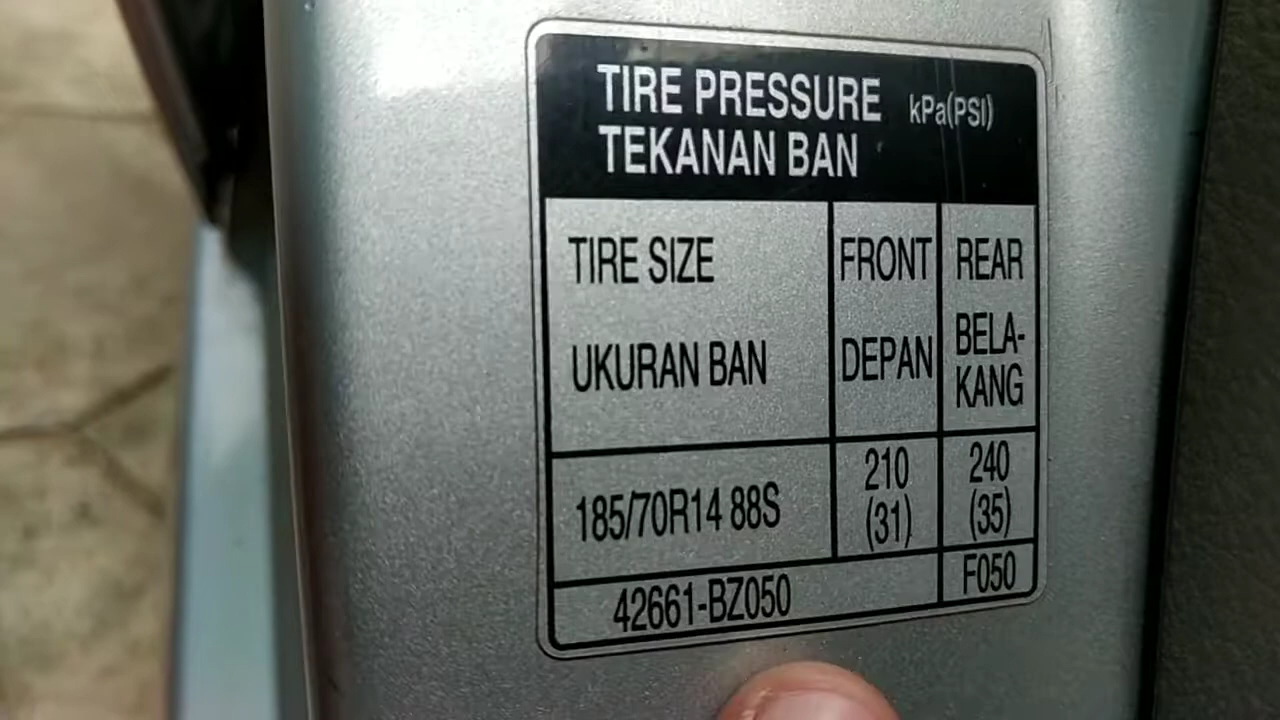 TIRE PRESSURE kPa(PSI)
TEKANAN BAN
TIRE SIZE FRONT REAR
UKURAN BAN DEPAN BELA-
KANG
185/70R14 88S 210 240
(31) (35)
42661-BZ050 F050